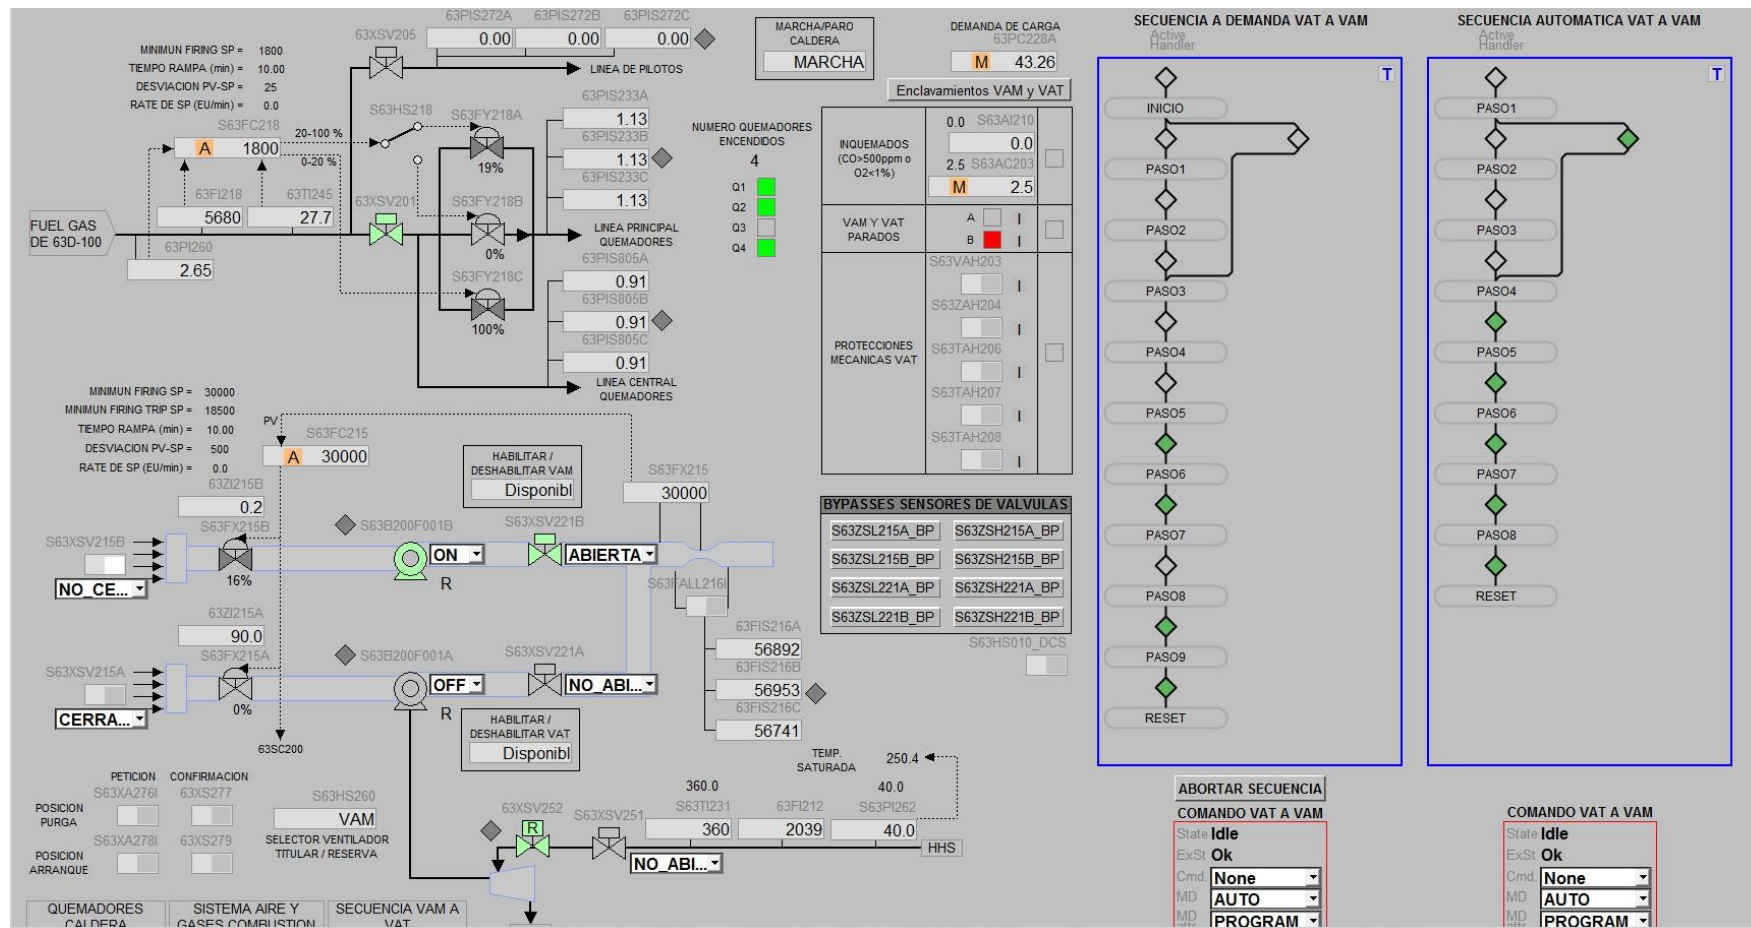 63PIS272A 63PIS272B 63PIS272C
63XSV205
0.00 0.00 0.00
LINEA DE PILOTOS
MINIMUN FIRING SP = 1800
TIEMPO RAMPA (min) = 10.00
DESVIACION PV-SP = 25
RATE DE SP (EU/min) = 0.0
S63FC218
A 1800
20-100 %
0-20 %
S63HS218
S63FY218A
19%
63PIS233A
1.13
63PIS233B
1.13
63PIS233C
1.13
63FI218
5680
63TI245
27.7
63XSV201
S63FY218B
0%
LINEA PRINCIPAL
QUEMADORES
FUEL GAS
DE 63D-100
63PI260
2.65
S63FY218C
100%
63PIS805A
0.91
63PIS805B
0.91
63PIS805C
0.91
LINEA CENTRAL
QUEMADORES
MARCHA/PARO
CALDERA
MARCHA
DEMANDA DE CARGA
63PC228A
M 43.26
Enclavamientos VAM y VAT
NUMERO QUEMADORES
ENCENDIDOS
4
Q1
Q2
Q3
Q4
INQUEMADOS
(CO>500ppm o
O2<1%)
0.0 S63AI210
0.0
2.5 S63AC203
M 2.5
VAM Y VAT
PARADOS
A I
B I
PROTECCIONES
MECANICAS VAT
S63VAH203
I
S63ZAH204
I
S63TAH206
I
S63TAH207
I
S63TAH208
I
BYPASSES SENSORES DE VALVULAS
S63ZSL215A_BP S63ZSH215A_BP
S63ZSL215B_BP S63ZSH215B_BP
S63ZSL221A_BP S63ZSH221A_BP
S63ZSL221B_BP S63ZSH221B_BP
S63HS010_DCS
MINIMUN FIRING SP = 30000
MINIMUN FIRING TRIP SP = 18500
TIEMPO RAMPA (min) = 10.00
DESVIACION PV-SP = 500
RATE DE SP (EU/min) = 0.0
PV
S63FC215
A 30000
HABILITAR /
DESHABILITAR VAM
Disponibl
S63FX215
30000
63ZI215B
0.2
S63FX215B
16%
S63XSV215B
NO_CE...
S63B200F001B
ON
R
S63XSV221B
ABIERTA
S63FALL216I
63ZI215A
90.0
S63FX215A
0%
S63XSV215A
CERRA...
S63B200F001A
OFF
R
S63XSV221A
NO_ABI...
63FIS216A
56892
63FIS216B
56953
63FIS216C
56741
HABILITAR /
DESHABILITAR VAT
Disponibl
63SC200
TEMP.
SATURADA
250.4
PETICION CONFIRMACION
POSICION
PURGA
S63XA276I 63XS277
POSICION
ARRANQUE
S63XA278I 63XS279
S63HS260
VAM
SELECTOR VENTILADOR
TITULAR / RESERVA
63XSV252
R
S63XSV251
NO_ABI...
360.0
S63TI231
360
63FI212
2039
40.0
S63PI262
40.0
HHS
QUEMADORES
CALDERA
SISTEMA AIRE Y
GASES COMBUSTION
SECUENCIA VAM A
VAT
SECUENCIA A DEMANDA VAT A VAM
Active
Handler
T
INICIO
PASO1
PASO2
PASO3
PASO4
PASO5
PASO6
PASO7
PASO8
PASO9
RESET
ABORTAR SECUENCIA
COMANDO VAT A VAM
State Idle
ExSt Ok
Cmd. None
MD AUTO
MD attr PROGRAM
SECUENCIA AUTOMATICA VAT A VAM
Active
Handler
T
PASO1
PASO2
PASO3
PASO4
PASO5
PASO6
PASO7
PASO8
RESET
COMANDO VAT A VAM
State Idle
ExSt Ok
Cmd. None
MD AUTO
MD attr PROGRAM